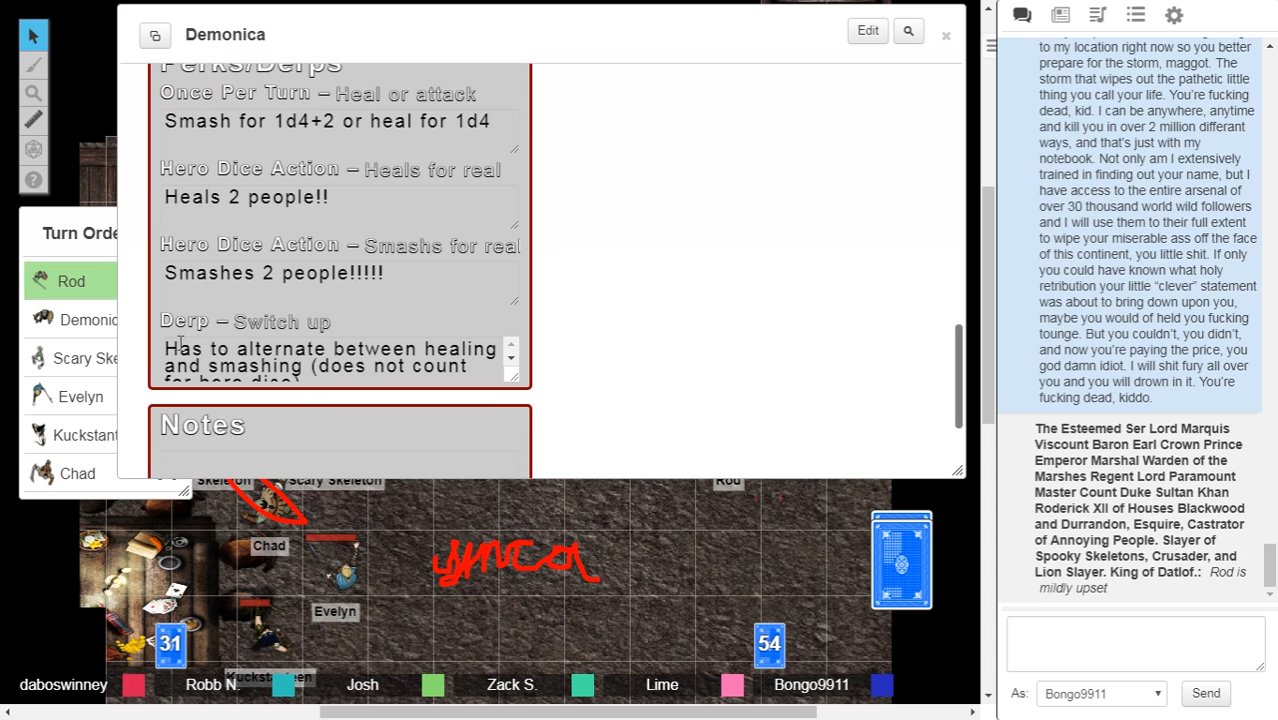 Demonica
Edit
Perks/Derps
Once Per Turn – Heal or attack
Smash for 1d4+2 or heal for 1d4
Hero Dice Action – Heals for real
Heals 2 people!!
Hero Dice Action – Smashs for real
Smashes 2 people!!!!!
Derp – Switch up
Has to alternate between healing
and smashing (does not count
for hero dice)
Notes
Turn Orde
Rod
Demonic
Scary Ske
Evelyn
Kuckstant
Chad
Skeleton
Scary Skeleton
Rod
Chad
Evelyn
31
54
daboswinney
Robb N.
Josh
Zack S.
Lime
Bongo9911
to my location right now so you better
prepare for the storm, maggot. The
storm that wipes out the pathetic little
thing you call your life. You're fucking
dead, kid. I can be anywhere, anytime
and kill you in over 2 million differant
ways, and that's just with my
notebook. Not only am I extensively
trained in finding out your name, but I
have access to the entire arsenal of
over 30 thousand world wild followers
and I will use them to their full extent
to wipe your miserable ass off the face
of this continent, you little shit. If only
you could have known what holy
retribution your little “clever” statement
was about to bring down upon you,
maybe you would of held you fucking
tounge. But you couldn't, you didn't,
and now you're paying the price, you
god damn idiot. I will shit fury all over
you and you will drown in it. You're
fucking dead, kiddo.
The Esteemed Ser Lord Marquis
Viscount Baron Earl Crown Prince
Emperor Marshal Warden of the
Marshes Regent Lord Paramount
Master Count Duke Sultan Khan
Roderick XII of Houses Blackwood
and Durrandon, Esquire, Castrator
of Annoying People. Slayer of
Spooky Skeletons, Crusader, and
Lion Slayer. King of Datlof.: Rod is
mildly upset
As:
Bongo9911
Send